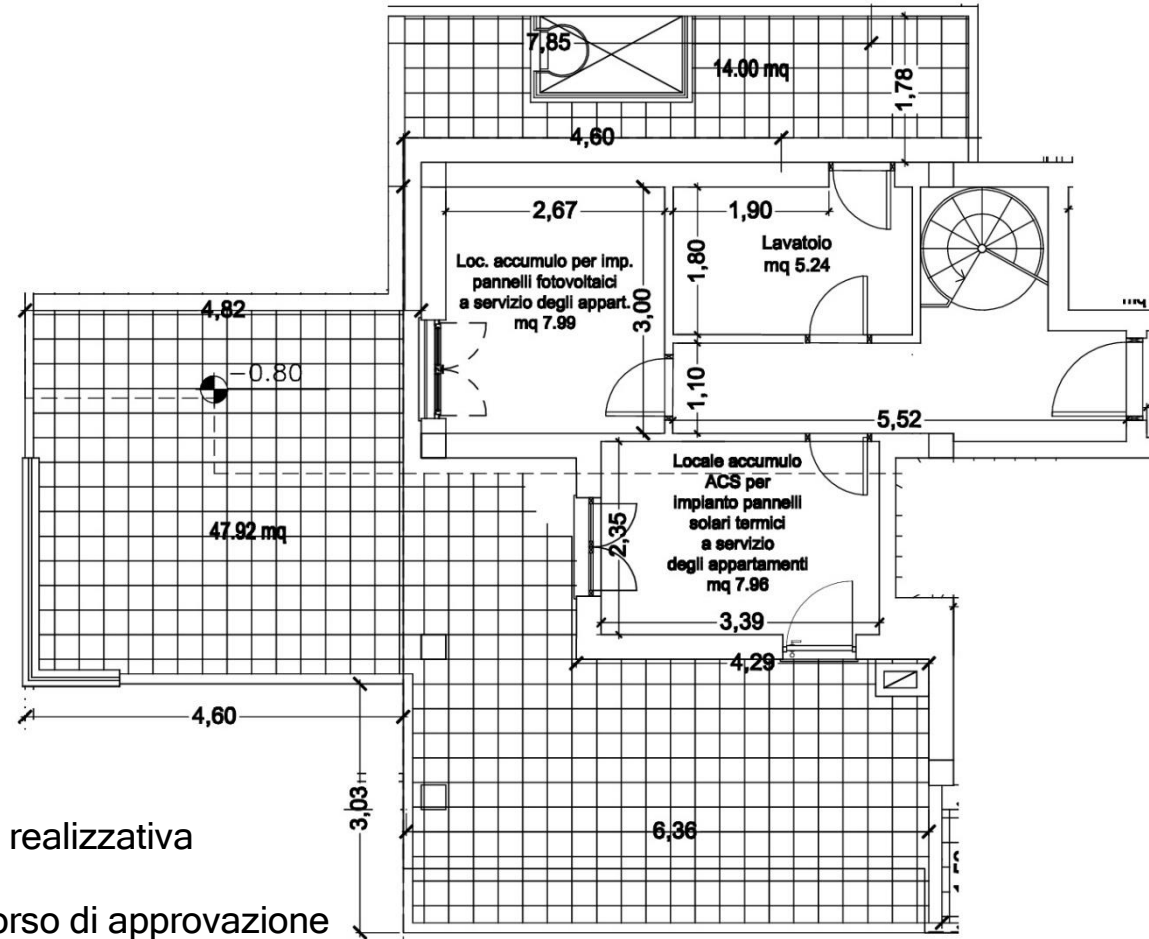 7,85
14.00 mq
1,78
4,60
2,67
1,90
Loc. accumulo per imp.
pannelli fotovoltaici
a servizio degli appart.
mq 7.99
3,00
1,80
Lavatoio
mq 5.24
mq
4,82
-0.80
1,10
5,52
47.92 mq
Locale accumulo
ACS per
impianto pannelli
solari termici
a servizio
degli appartamenti
mq 7.96
2,35
3,39
4,29
4,60
3,03
6,36
realizzativa
orso di approvazione